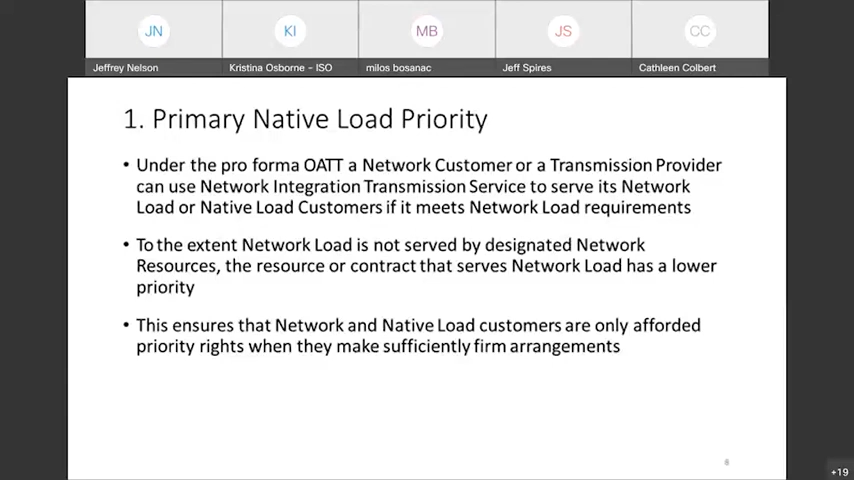 JN
KI
MB
JS
CC
Jeffrey Nelson
Kristina Osborne - ISO
milos bosanac
Jeff Spires
Cathleen Colbert
1. Primary Native Load Priority
• Under the pro forma OATT a Network Customer or a Transmission Provider
can use Network Integration Transmission Service to serve its Network
Load or Native Load Customers if it meets Network Load requirements
• To the extent Network Load is not served by designated Network
Resources, the resource or contract that serves Network Load has a lower
priority
• This ensures that Network and Native Load customers are only afforded
priority rights when they make sufficiently firm arrangements
6
+19